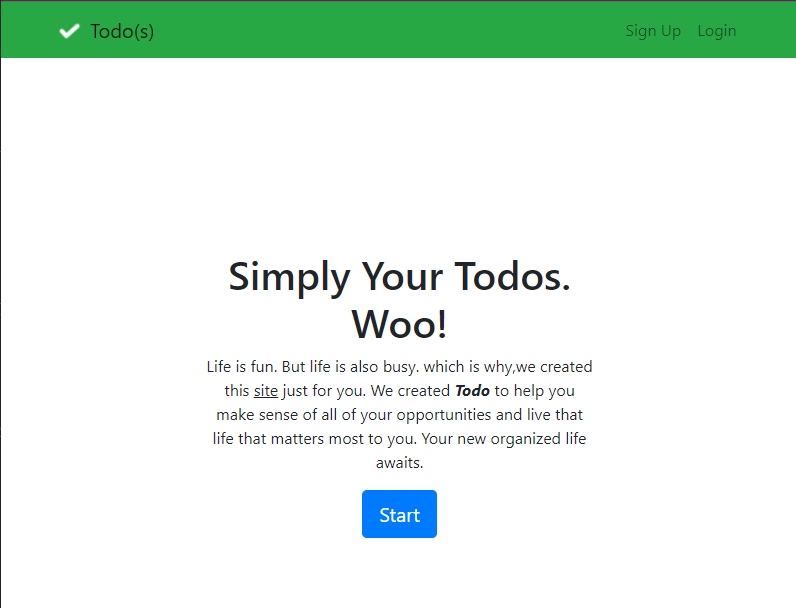 Todo(s)
Sign Up
Login
Simply Your Todos.
Woo!
Life is fun. But life is also busy. which is why,we created
this site just for you. We created Todo to help you
make sense of all of your opportunities and live that
life that matters most to you. Your new organized life
awaits.
Start